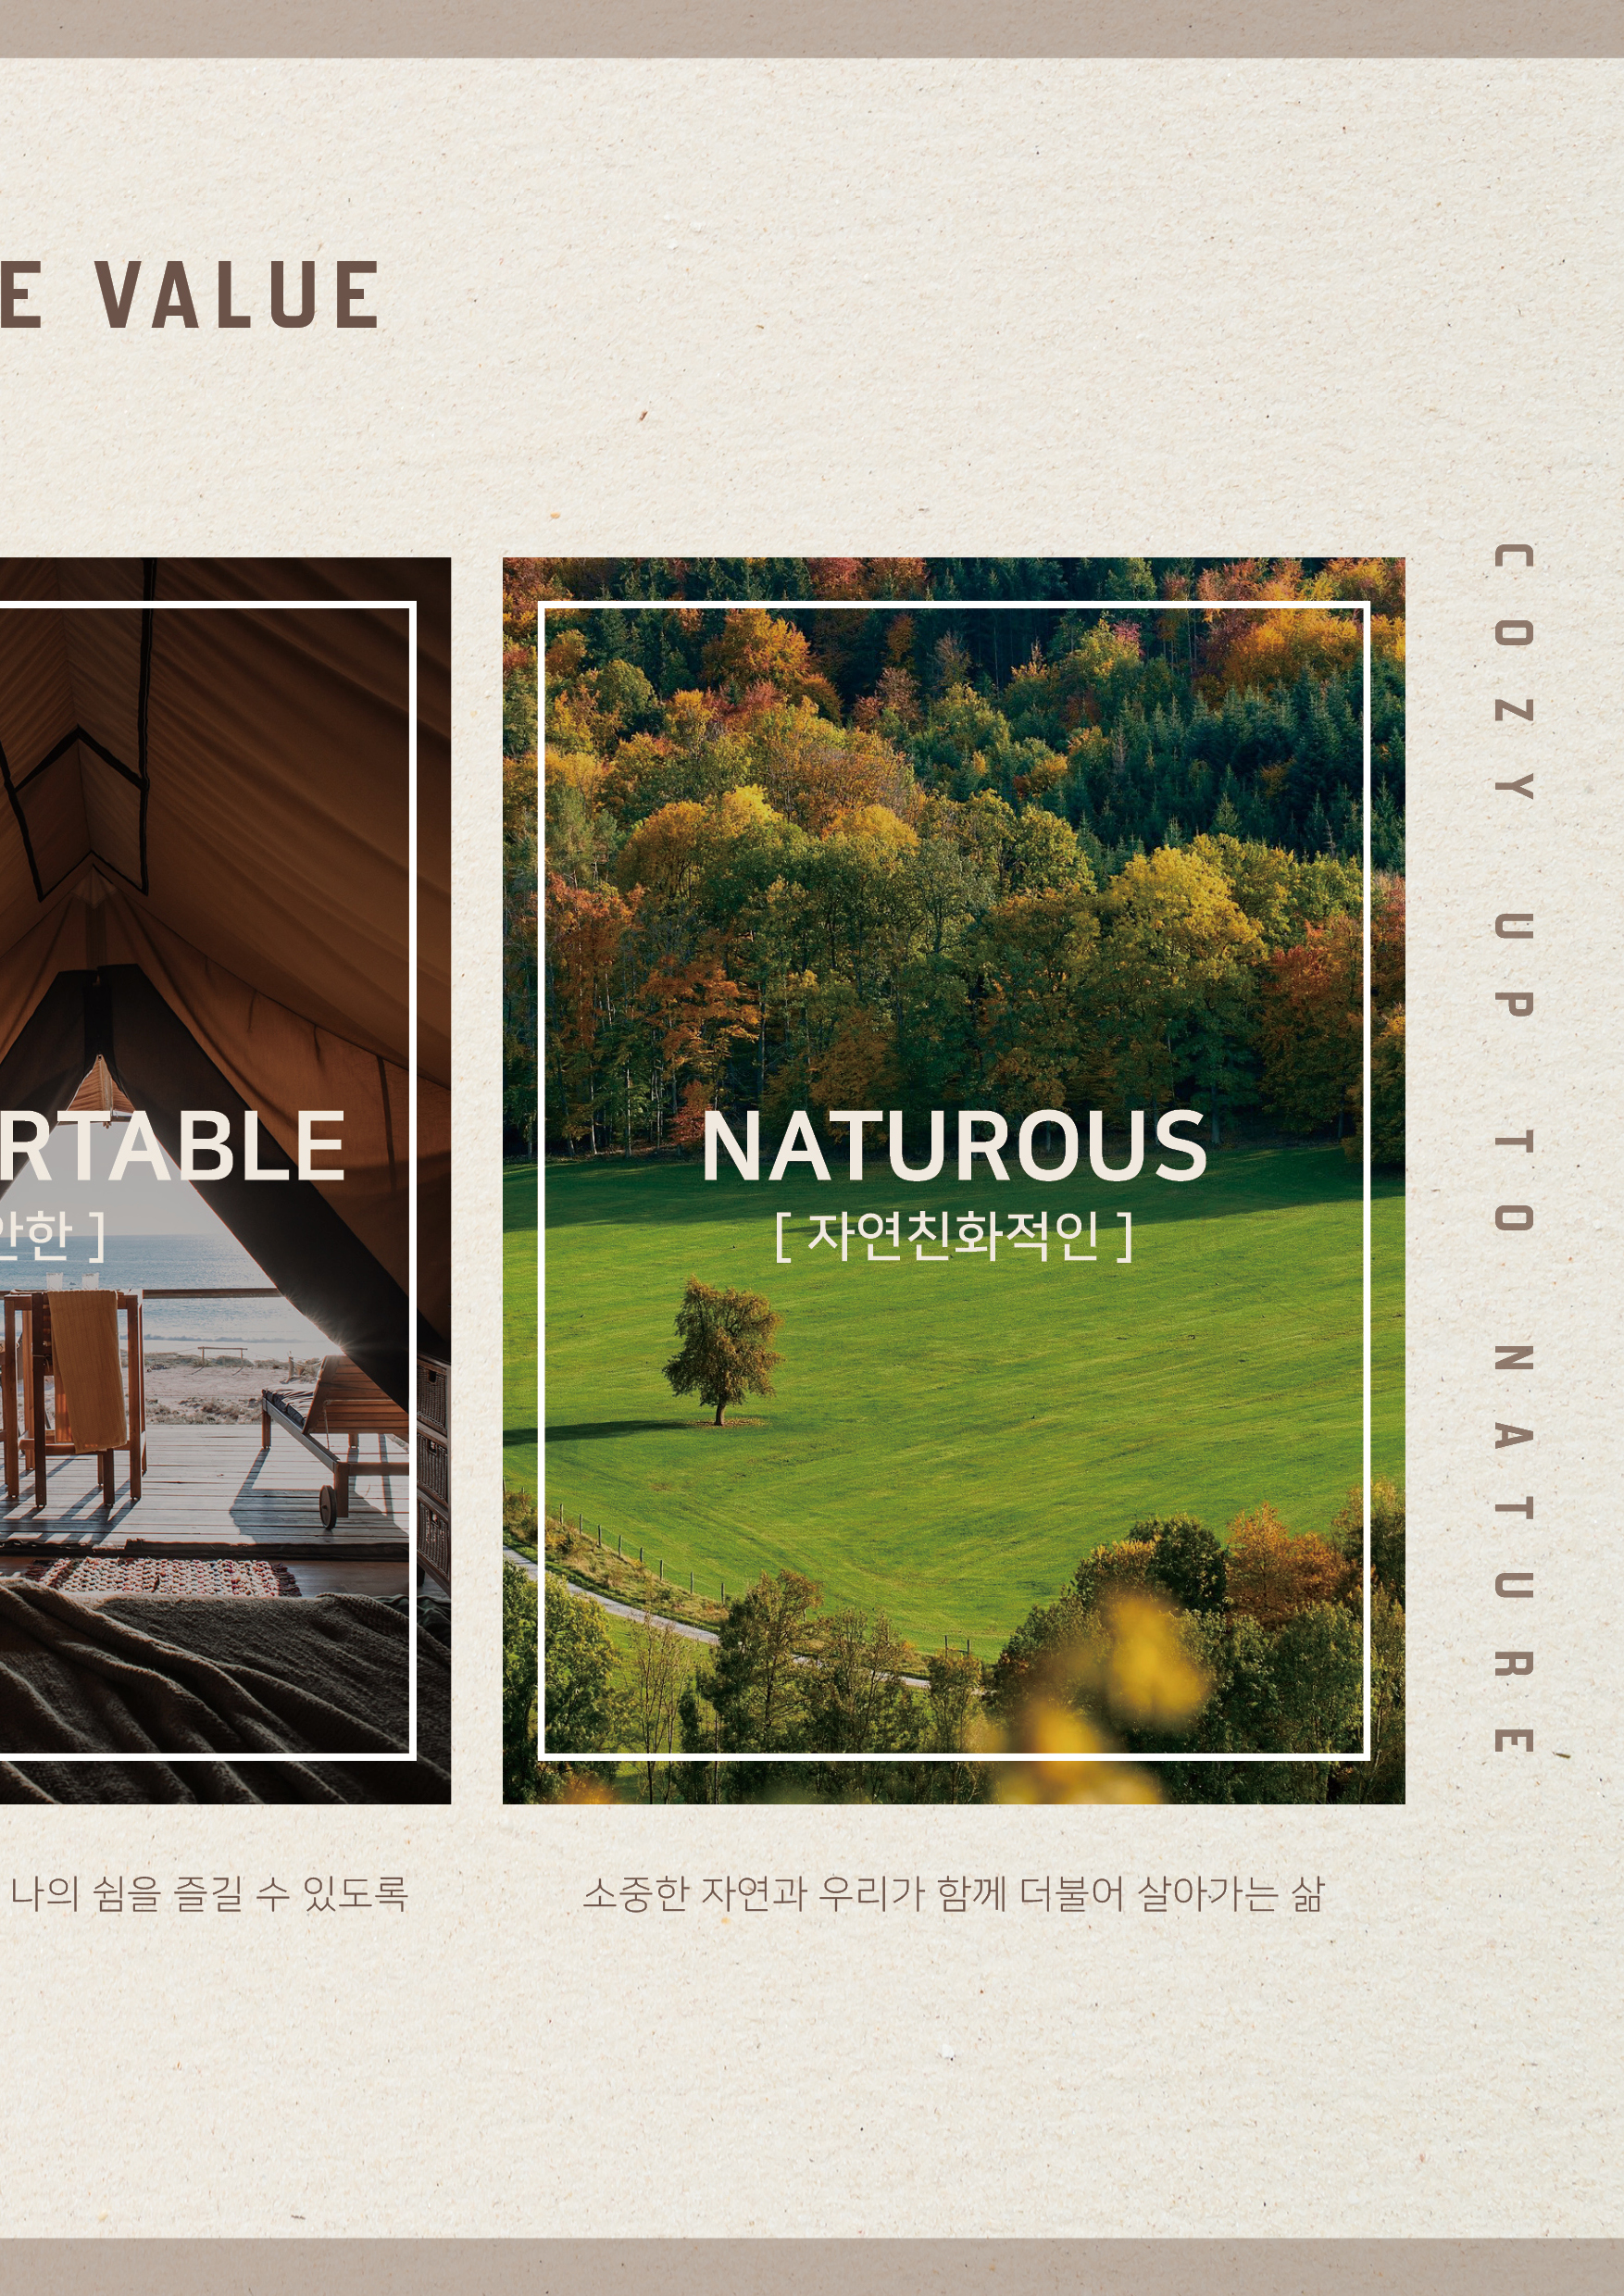 E VALUE
RTABLE
안한 ]
나의 쉼을 즐길 수 있도록
NATUROUS
[ 자연친화적인 ]
소중한 자연과 우리가 함께 더불어 살아가는 삶
COZY UP TO NATURE